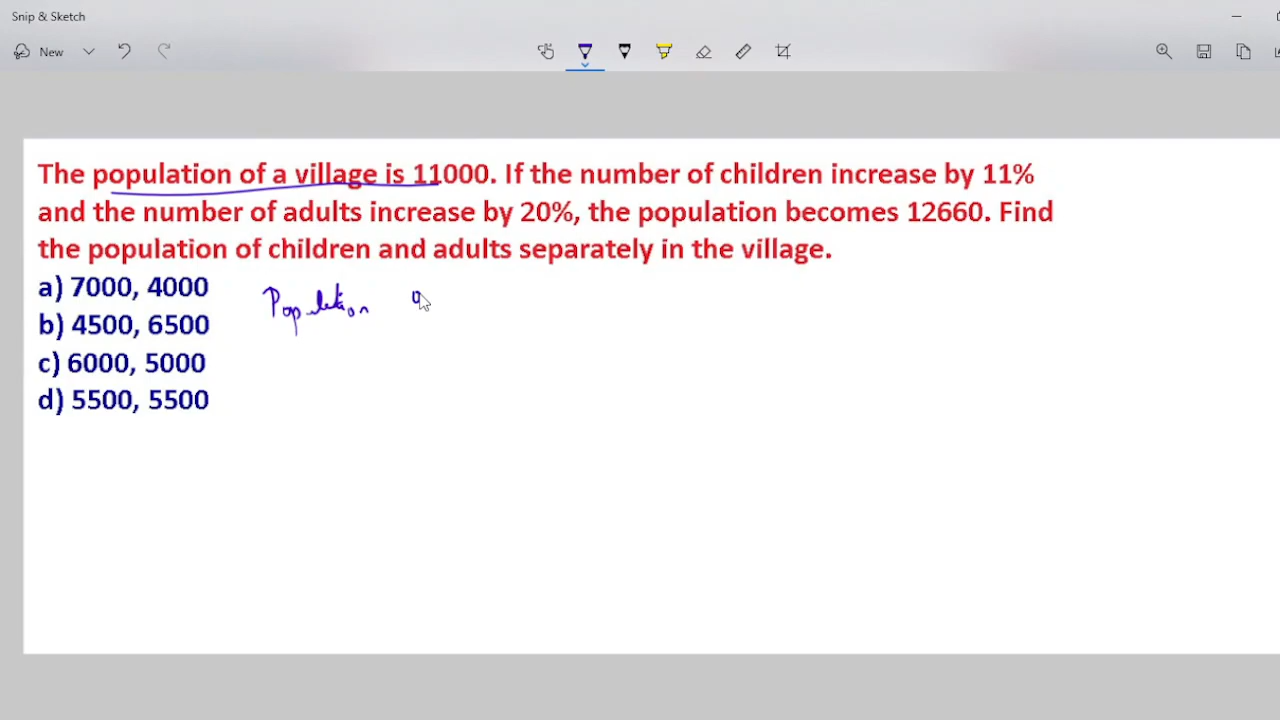 Snip & Sketch
New
The population of a village is 11000. If the number of children increase by 11%
and the number of adults increase by 20%, the population becomes 12660. Find
the population of children and adults separately in the village.
a) 7000, 4000
b) 4500, 6500
c) 6000, 5000
d) 5500, 5500
Population